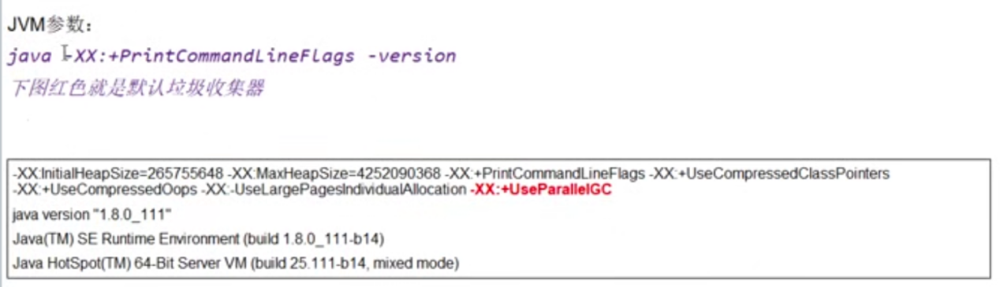 JVM参数：
java -XX:+PrintCommandLineFlags -version
下图红色就是默认垃圾收集器
-XX:InitialHeapSize=265755648 -XX:MaxHeapSize=4252090368 -XX:+PrintCommandLineFlags -XX:+UseCompressedClassPointers
-XX:+UseCompressedOops -XX:-UseLargePagesIndividualAllocation -XX:+UseParallelGC
java version "1.8.0_111"
Java(TM) SE Runtime Environment (build 1.8.0_111-b14)
Java HotSpot(TM) 64-Bit Server VM (build 25.111-b14, mixed mode)